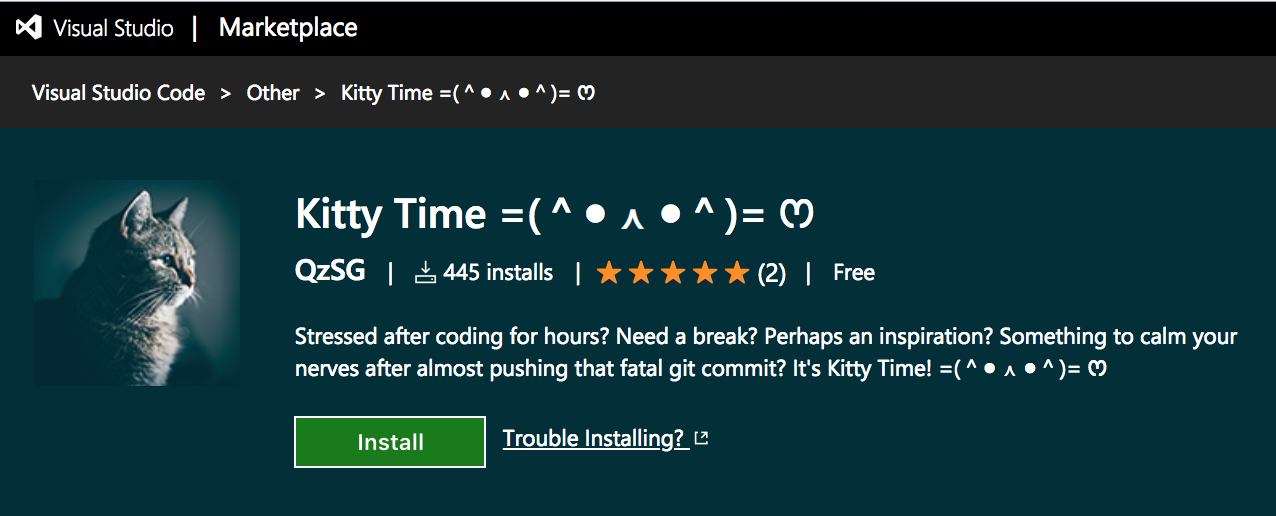 Visual Studio | Marketplace
Visual Studio Code > Other > Kitty Time =(^●ㅅ●^)= ෆ
Kitty Time =(^●ㅅ●^)= ෆ
QzSG | 445 installs | ★★★★★ (2) | Free
Stressed after coding for hours? Need a break? Perhaps an inspiration? Something to calm your
nerves after almost pushing that fatal git commit? It's Kitty Time! =(^●ㅅ●^)= ෆ
Install Trouble Installing?